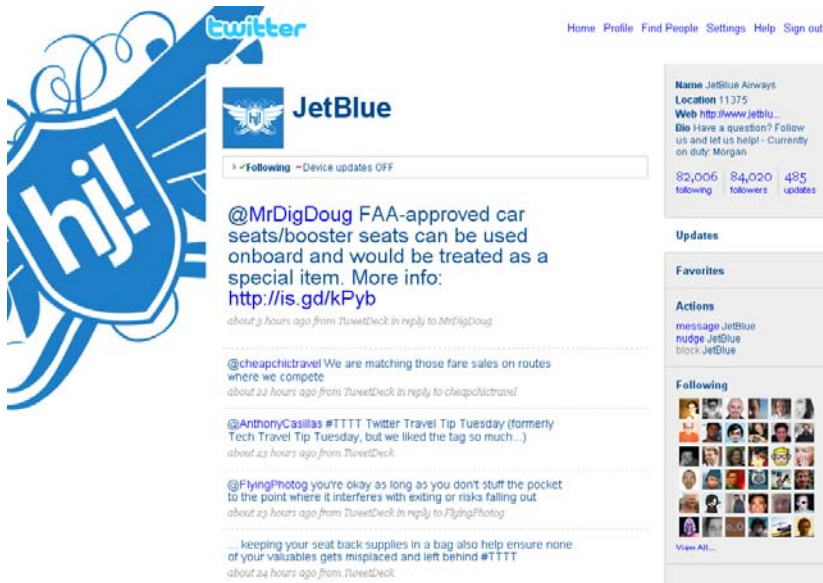 twitter
Home Profile Find People Settings Help Sign out
hj!
JetBlue
✓Following ~Device updates OFF
@MrDigDoug FAA-approved car
seats/booster seats can be used
onboard and would be treated as a
special item. More info:
http://is.gd/kPyb
about 3 hours ago from TweetDeck in reply to MrDigDoug
@cheapchictravel We are matching those fare sales on routes
where we compete
about 22 hours ago from TweetDeck in reply to cheapchictravel
@AnthonyCasillas #TTTT Twitter Travel Tip Tuesday (formerly
Tech Travel Tip Tuesday, but we liked the tag so much...)
about 23 hours ago from TweetDeck
@FlyingPhotog you're okay as long as you don't stuff the pocket
to the point where it interferes with exiting or risks falling out
about 23 hours ago from TweetDeck in reply to FlyingPhotog
... keeping your seat back supplies in a bag also help ensure none
of your valuables gets misplaced and left behind #TTTT
about 24 hours ago from TweetDeck
Name JetBlue Airways
Location 11375
Web http://www.jetblu...
Bio Have a question? Follow
us and let us help! - Currently
on duty: Morgan
82,006 84,020 485
following followers updates
Updates
Favorites
Actions
message JetBlue
nudge JetBlue
block JetBlue
Following
View All...